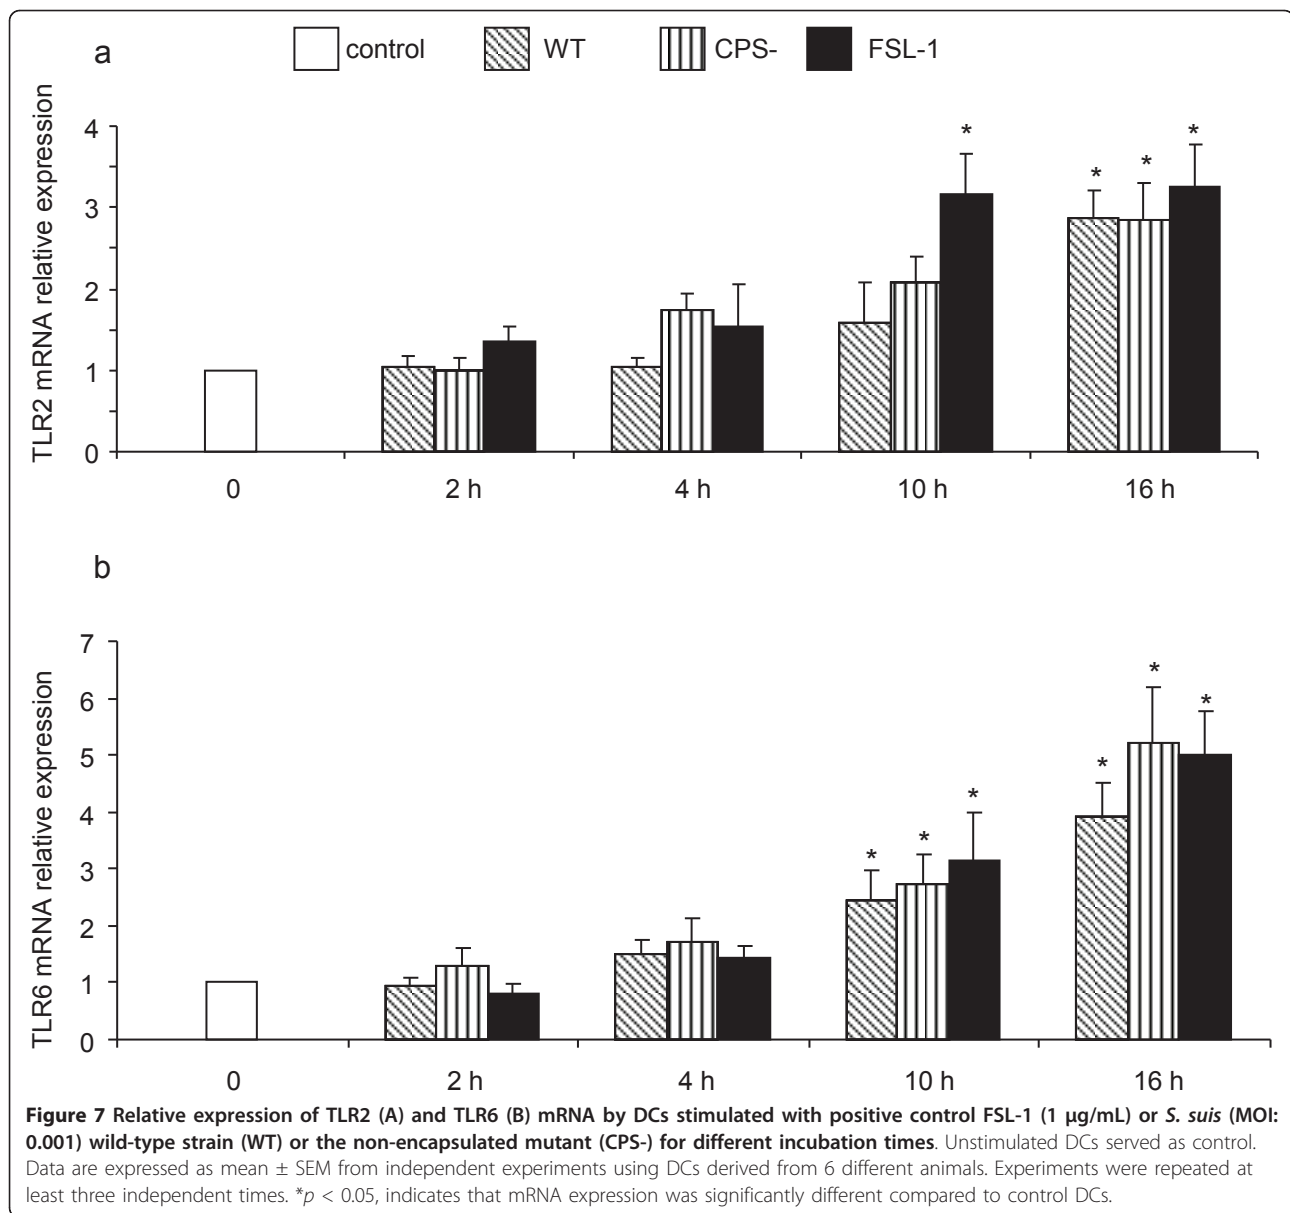 a
control WT CPS- FSL-1
TLR2 mRNA relative expression
4
3
2
1
0
* * * *
0 2 h 4 h 10 h 16 h
b
TLR6 mRNA relative expression
7
6
5
4
3
2
1
0
* * * * * *
0 2 h 4 h 10 h 16 h
Figure 7 Relative expression of TLR2 (A) and TLR6 (B) mRNA by DCs stimulated with positive control FSL-1 (1 μg/mL) or S. suis (MOI:
0.001) wild-type strain (WT) or the non-encapsulated mutant (CPS-) for different incubation times. Unstimulated DCs served as control.
Data are expressed as mean ± SEM from independent experiments using DCs derived from 6 different animals. Experiments were repeated at
least three independent times. *p < 0.05, indicates that mRNA expression was significantly different compared to control DCs.